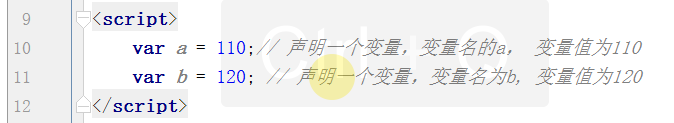 9 <script>
10 var a = 110;// 声明一个变量，变量名的a， 变量值为110
11 var b = 120; // 声明一个变量，变量名为b, 变量值为120
12 </script>